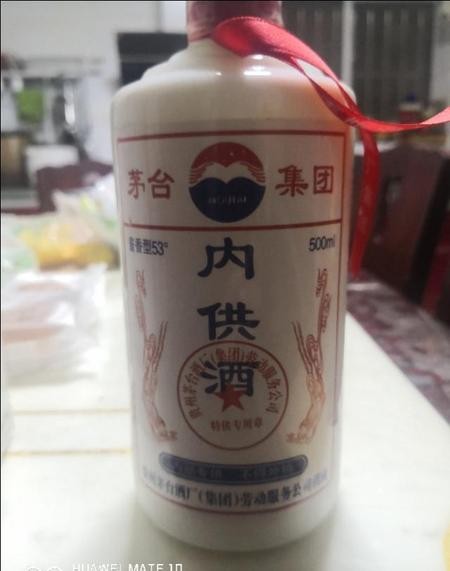 茅台
集团
酱香型53°
500ml
内供酒
贵州茅台酒厂(集团)劳动服务公司
特供专用章
贵州茅台酒厂(集团)劳动服务公司
HUAWEI MATE 10